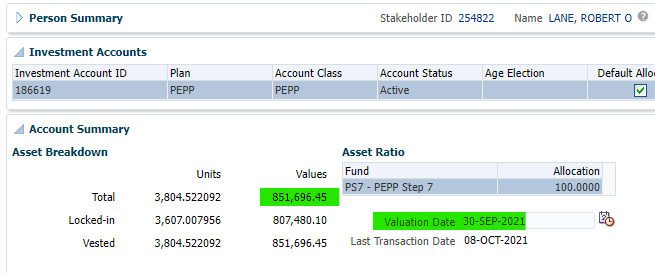 Person Summary Stakeholder ID 254822 Name LANE, ROBERT O
Investment Accounts
Investment Account ID Plan Account Class Account Status Age Election Default Allo
186619 PEPP PEPP Active
Account Summary
Asset Breakdown Asset Ratio
Units Values Fund Allocation
Total 3,804.522092 851,696.45 PS7 - PEPP Step 7 100.0000
Locked-in 3,607.007956 807,480.10 Valuation Date 30-SEP-2021
Vested 3,804.522092 851,696.45 Last Transaction Date 08-OCT-2021